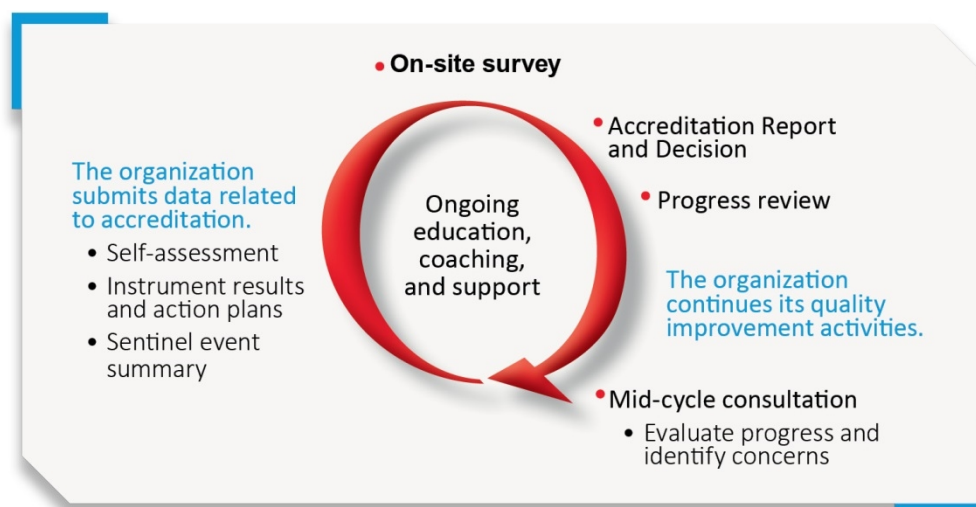 • On-site survey
• Accreditation Report
and Decision
• Progress review
The organization
continues its quality
improvement activities.
• Mid-cycle consultation
• Evaluate progress and
identify concerns
The organization
submits data related
to accreditation.
• Self-assessment
• Instrument results
and action plans
• Sentinel event
summary
Ongoing
education,
coaching,
and support